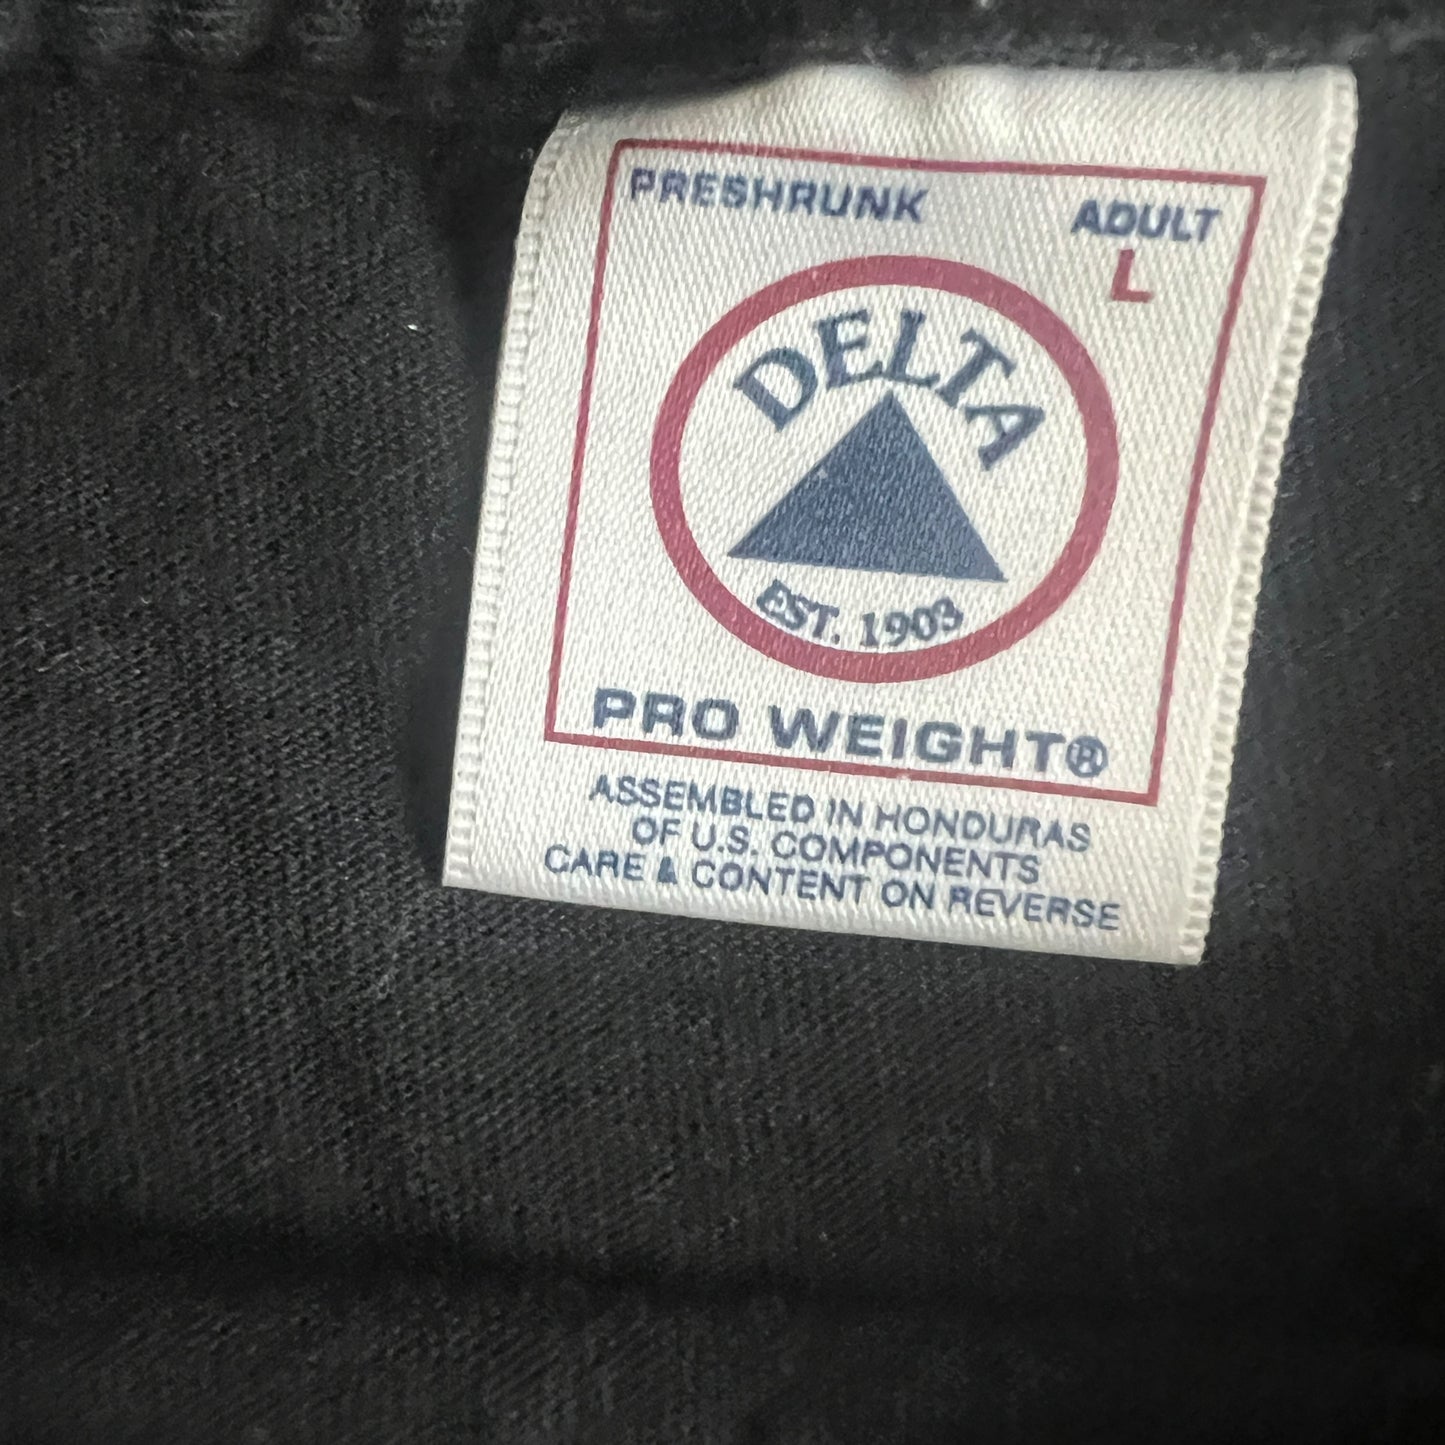 PRESHRUNK ADULT
L
DELTA
EST. 1903
PRO WEIGHT®
ASSEMBLED IN HONDURAS
OF U.S. COMPONENTS
CARE & CONTENT ON REVERSE